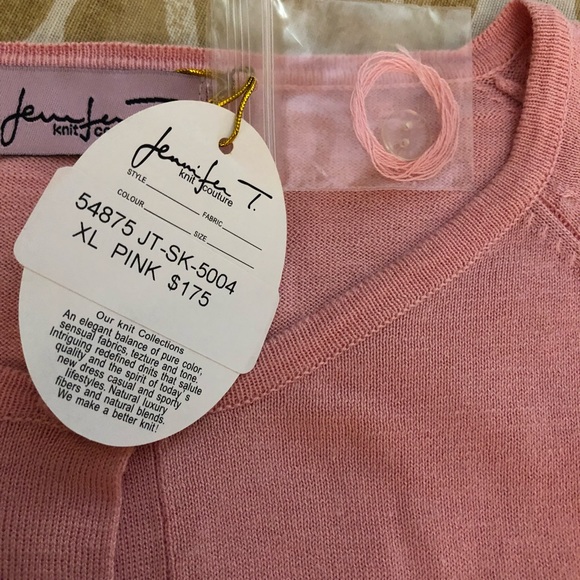 Jennifer T.
knit couture
Jennifer T.
knit couture
STYLE
FABRIC
COLOUR
SIZE
54875 JT-SK-5004
XL PINK $175
Our knit Collections
An elegant balance of pure color,
sensual fabrics, tezture and tone.
Intriguing redefined dnits that salute
quality and the spirit of today s
new dress casual and sporty
lifestyles. Natural luxury
fibers and natural blends.
We make a better knit!